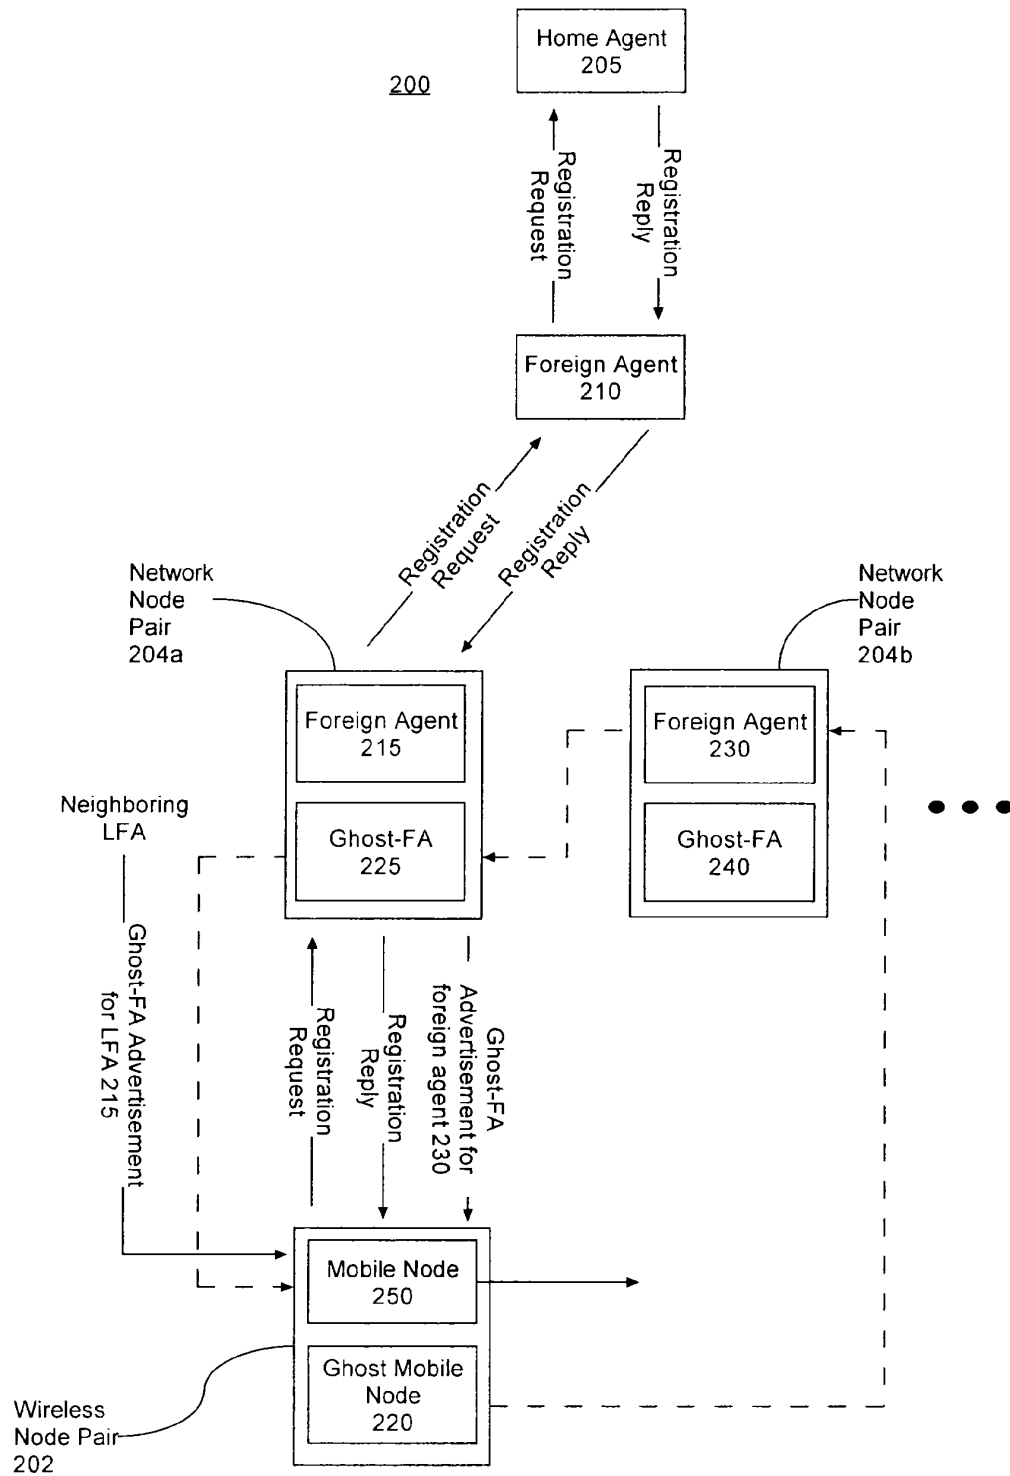 Home Agent
205
200
Registration
Request
Registration
Reply
Foreign Agent
210
Registration
Request
Registration
Reply
Network
Node
Pair
204a
Network
Node
Pair
204b
Foreign Agent
215
Foreign Agent
230
Neighboring
LFA
Ghost-FA
225
Ghost-FA
240
Ghost-FA Advertisement
for LFA 215
Registration
Request
Registration
Reply
Ghost-FA
Advertisement for
foreign agent 230
Mobile Node
250
Ghost Mobile
Node
220
Wireless
Node Pair
202